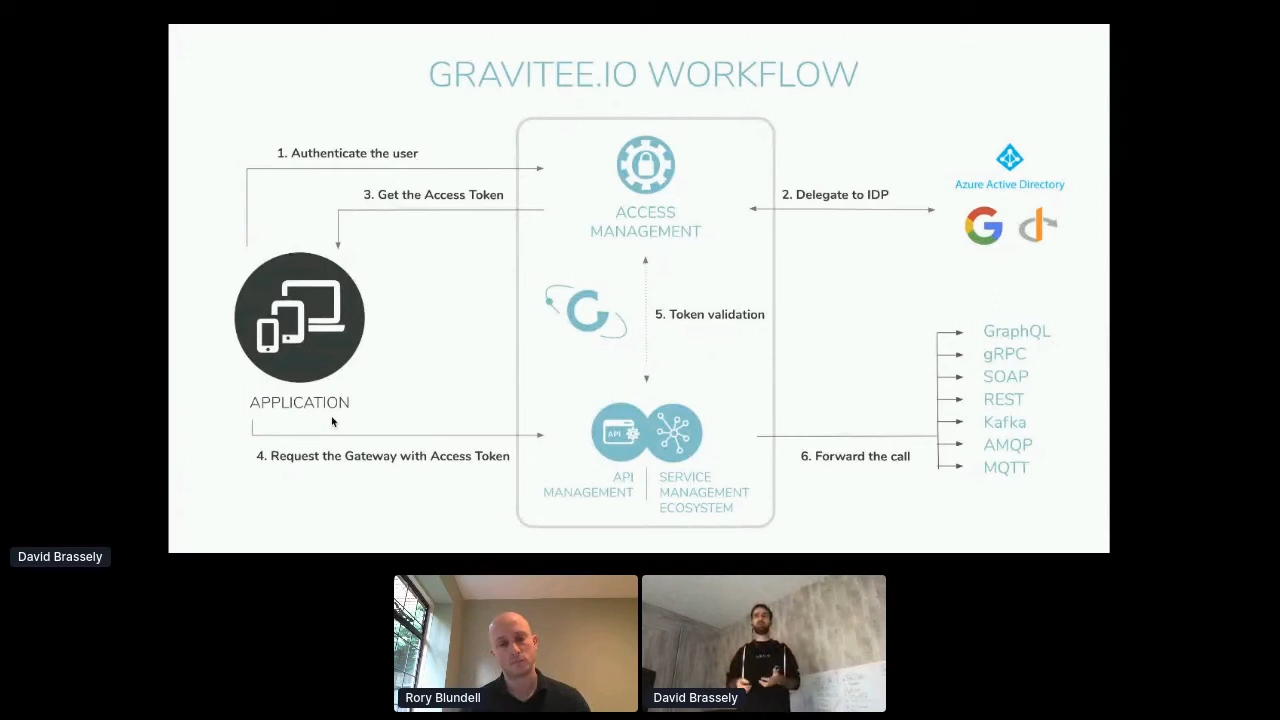 GRAVITEE.IO WORKFLOW
1. Authenticate the user
3. Get the Access Token
ACCESS
MANAGEMENT
2. Delegate to IDP
Azure Active Directory
5. Token validation
APPLICATION
4. Request the Gateway with Access Token
API
API
MANAGEMENT
SERVICE
MANAGEMENT
ECOSYSTEM
6. Forward the call
GraphQL
gRPC
SOAP
REST
Kafka
AMQP
MQTT
David Brassely
Rory Blundell
David Brassely